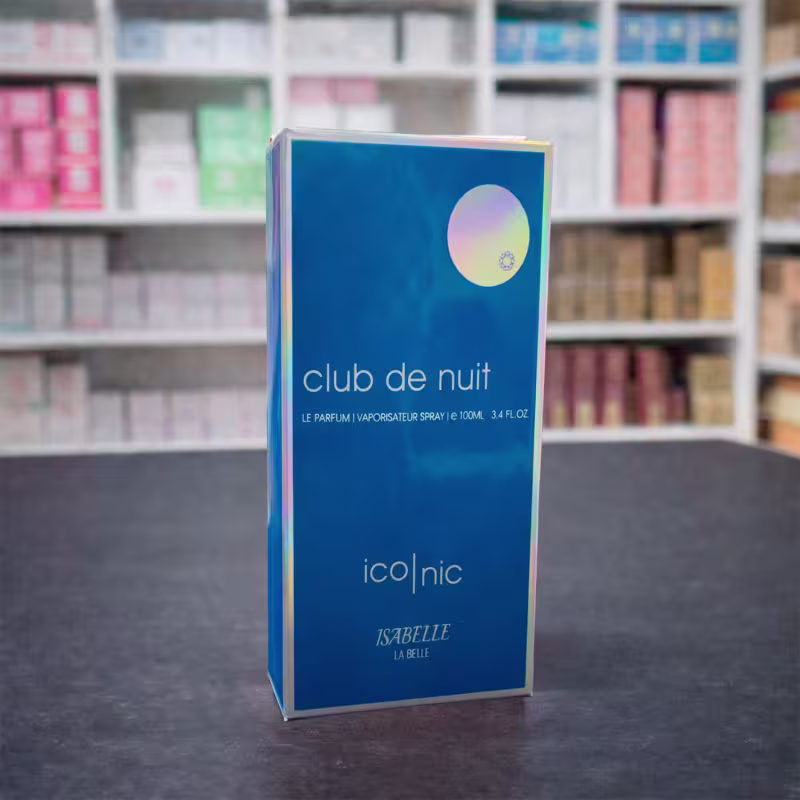 club de nuit
LE PARFUM | VAPORISATEUR SPRAY | e 100ML 3.4 FL.OZ
ico|nic
ISABELLE
LA BELLE